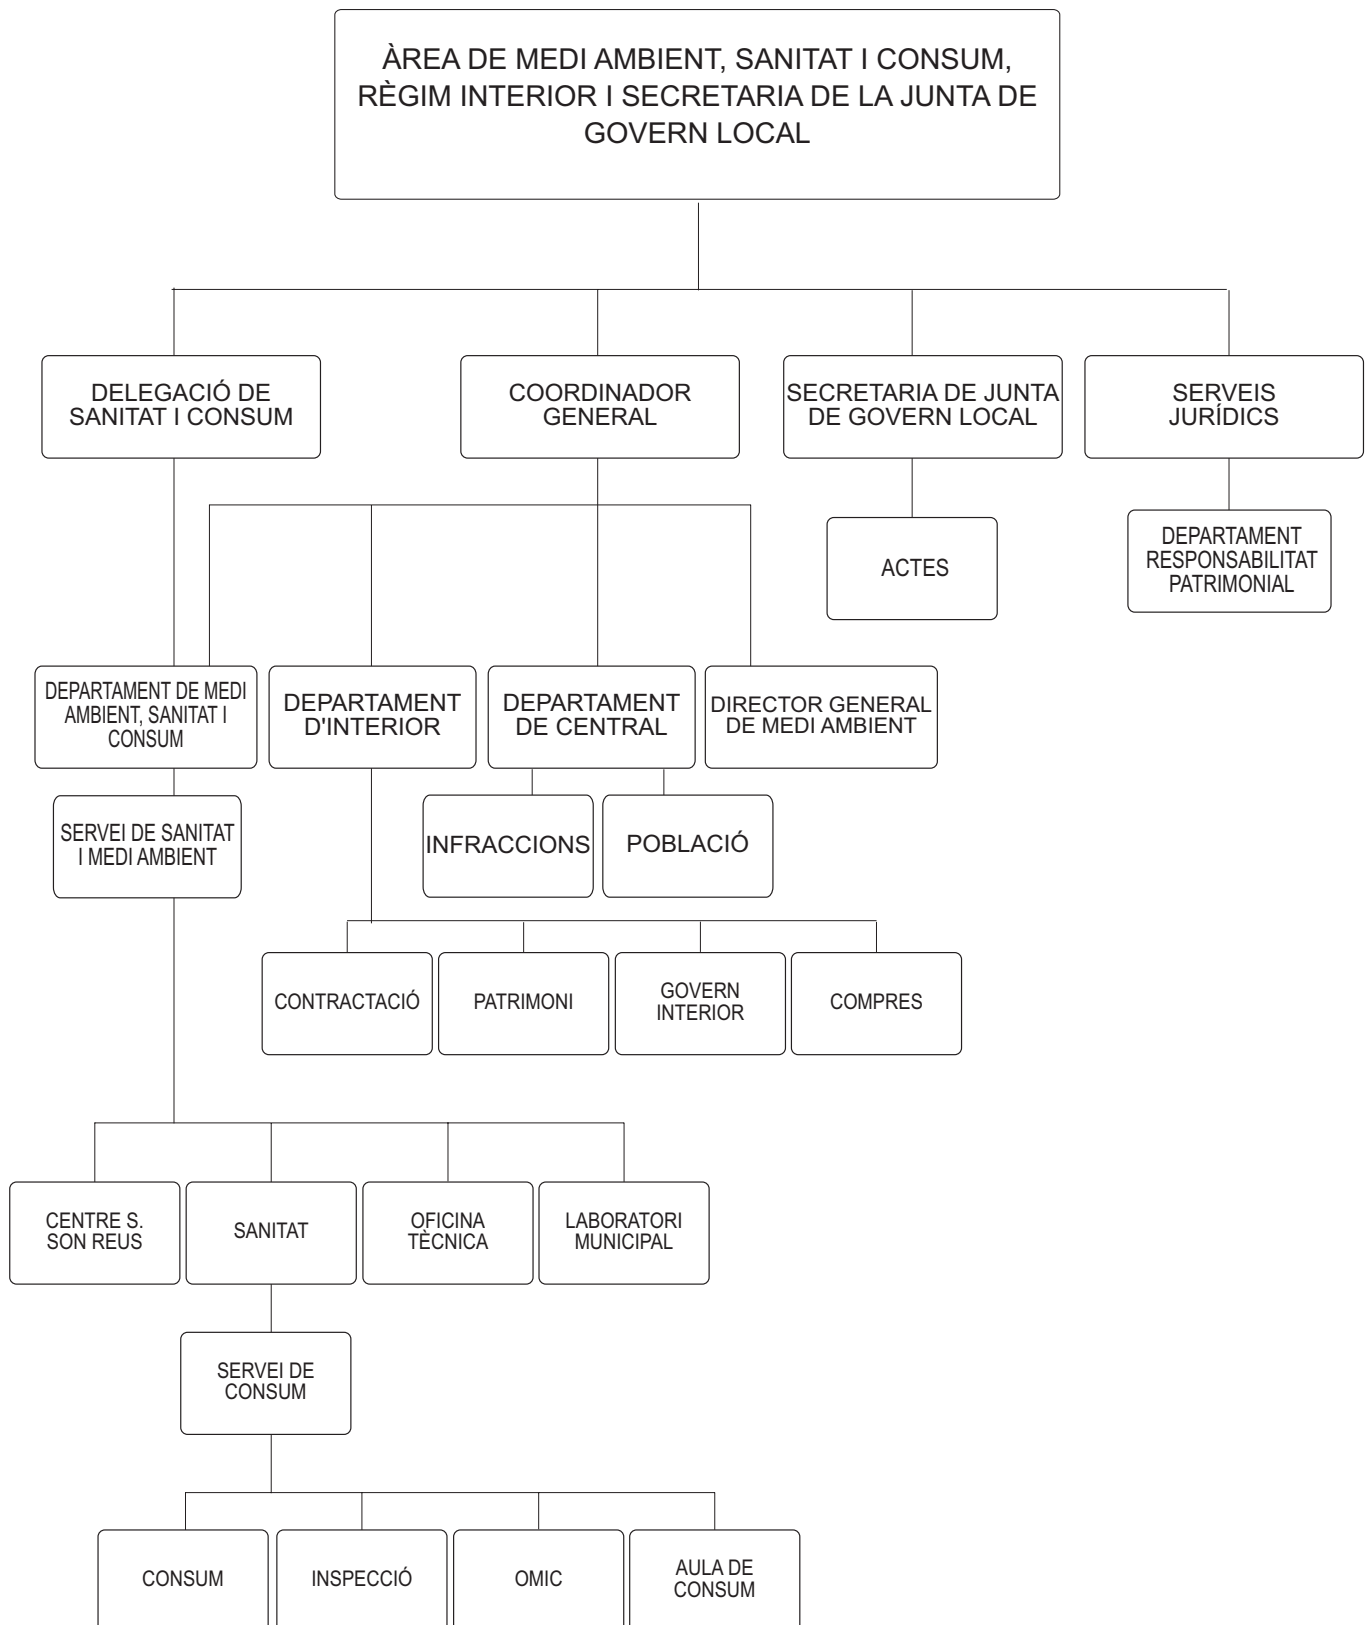 ÀREA DE MEDI AMBIENT, SANITAT I CONSUM,
RÈGIM INTERIOR I SECRETARIA DE LA JUNTA DE
GOVERN LOCAL
DELEGACIÓ DE
SANITAT I CONSUM
COORDINADOR
GENERAL
SECRETARIA DE JUNTA
DE GOVERN LOCAL
SERVEIS
JURÍDICS
ACTES
DEPARTAMENT
RESPONSABILITAT
PATRIMONIAL
DEPARTAMENT DE MEDI
AMBIENT, SANITAT I
CONSUM
DEPARTAMENT
D'INTERIOR
DEPARTAMENT
DE CENTRAL
DIRECTOR GENERAL
DE MEDI AMBIENT
SERVEI DE SANITAT
I MEDI AMBIENT
INFRACCIONS
POBLACIÓ
CONTRACTACIÓ
PATRIMONI
GOVERN
INTERIOR
COMPRES
CENTRE S.
SON REUS
SANITAT
OFICINA
TÈCNICA
LABORATORI
MUNICIPAL
SERVEI DE
CONSUM
CONSUM
INSPECCIÓ
OMIC
AULA DE
CONSUM